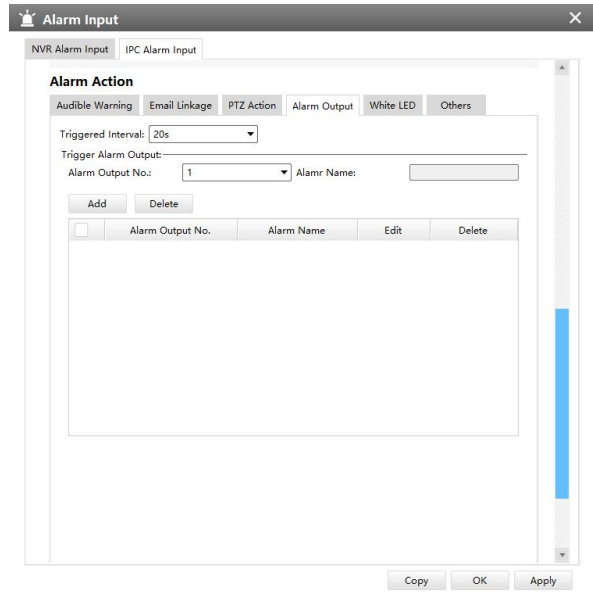 Alarm Input
NVR Alarm Input IPC Alarm Input
Alarm Action
Audible Warning Email Linkage PTZ Action Alarm Output White LED Others
Triggered Interval: 20s
Trigger Alarm Output:
Alarm Output No.: 1 Alamr Name:
Add Delete
Alarm Output No. Alarm Name Edit Delete
Copy OK Apply